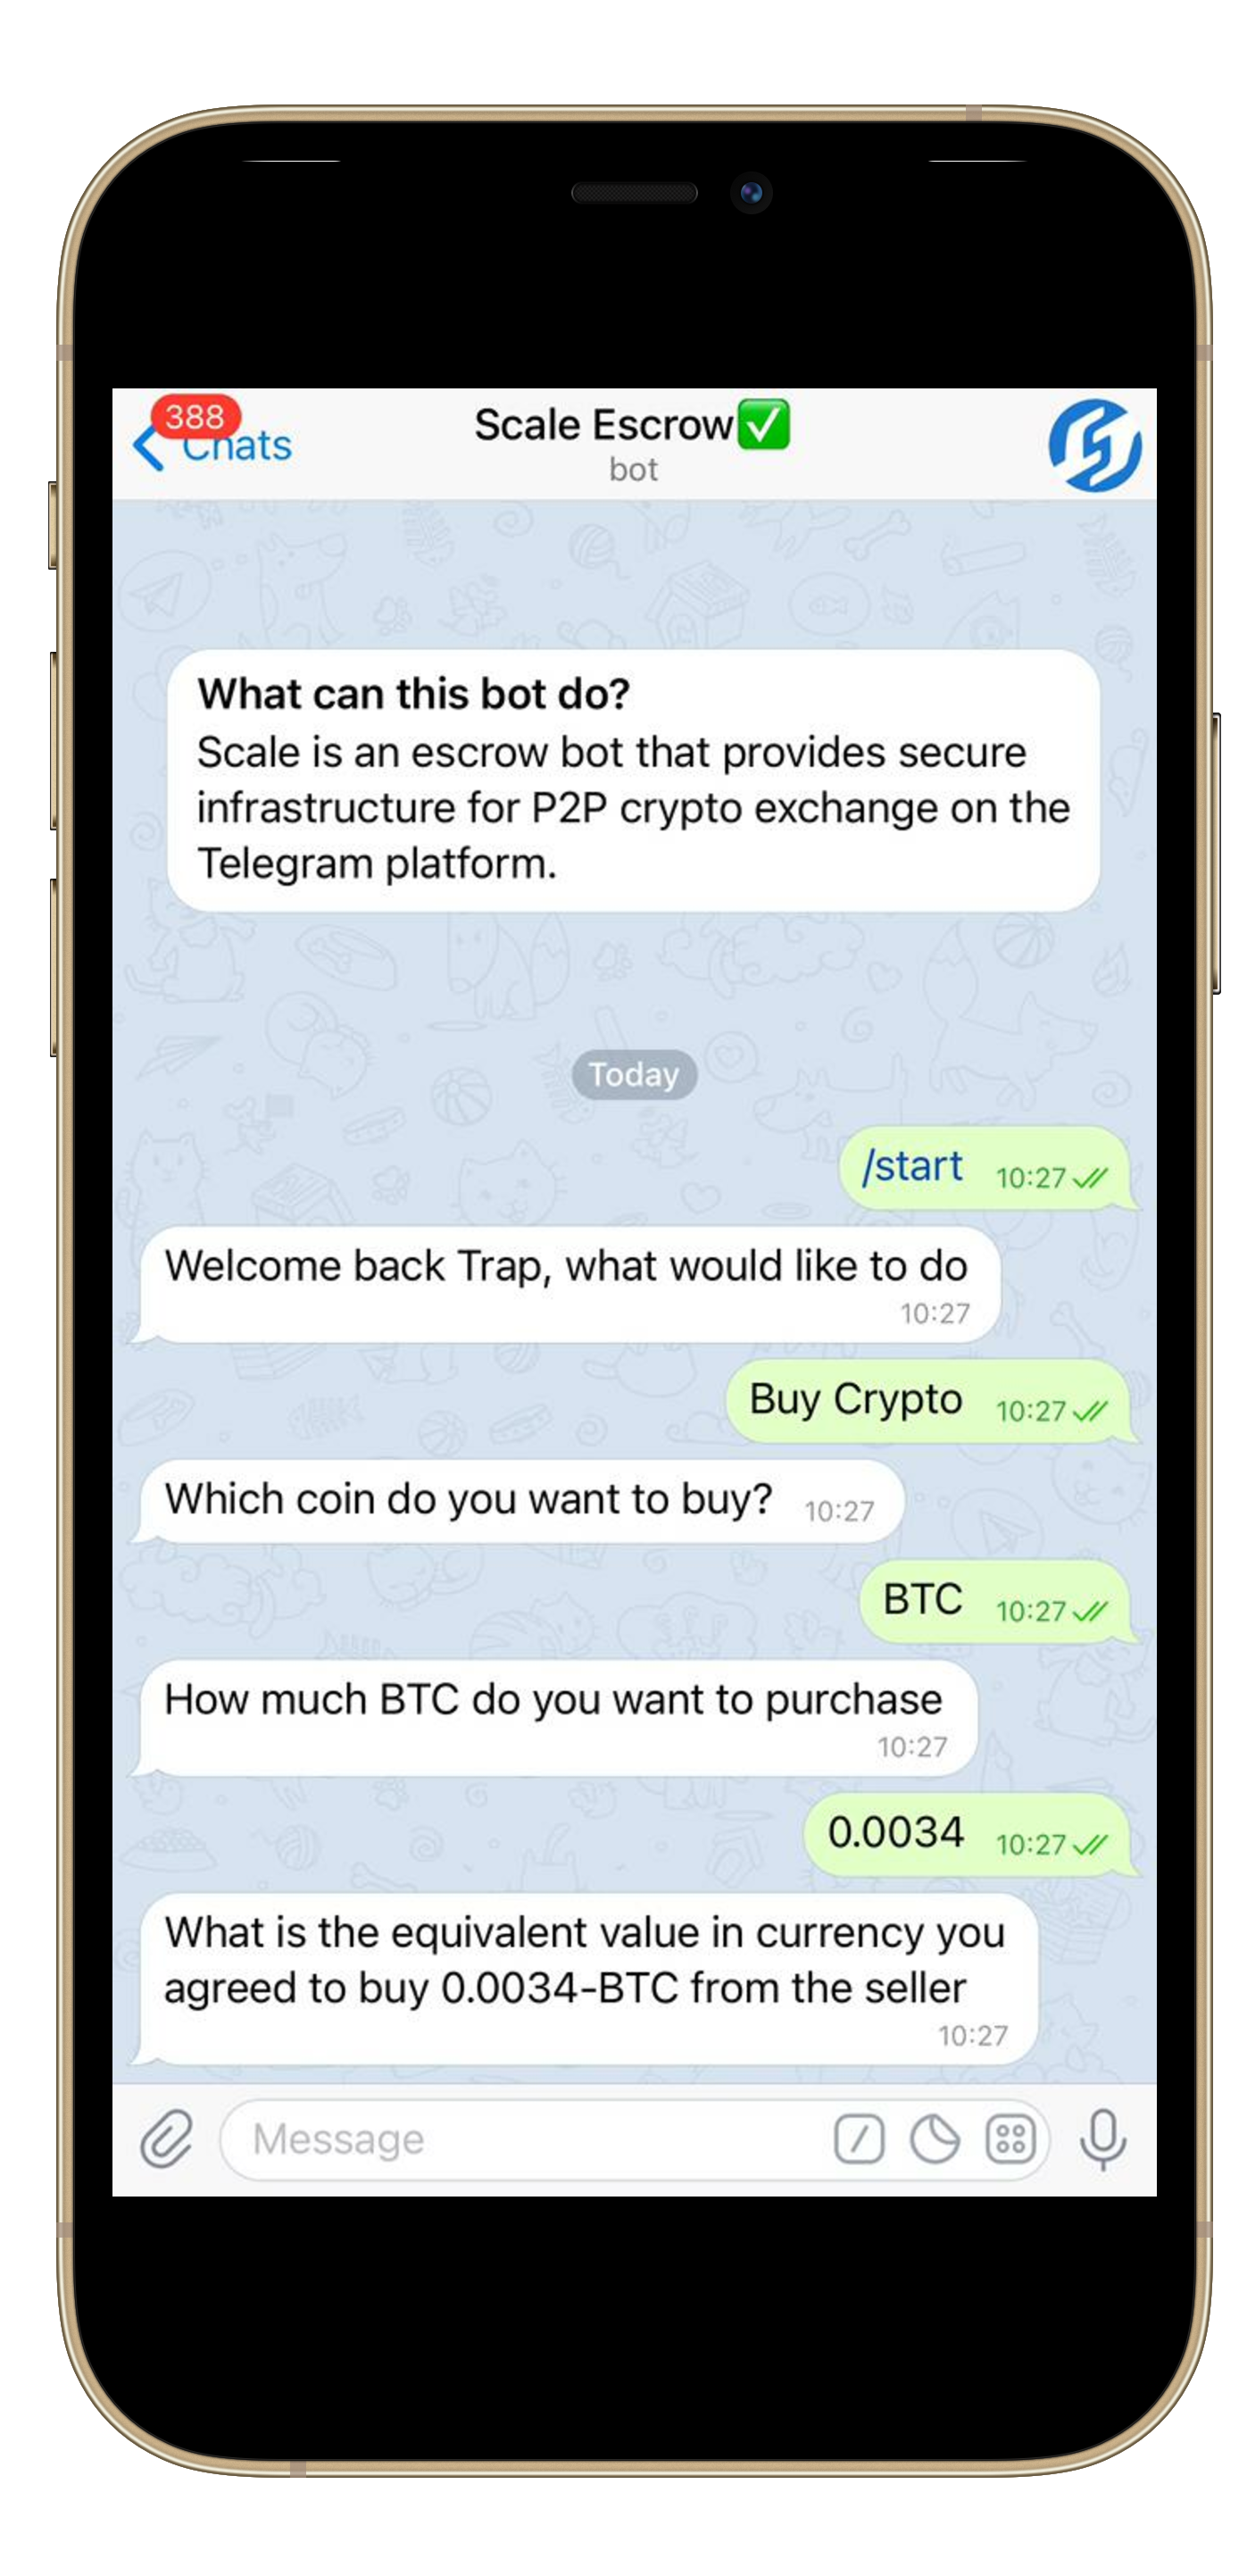 388
Chats
Scale Escrow✅
bot
What can this bot do?
Scale is an escrow bot that provides secure
infrastructure for P2P crypto exchange on the
Telegram platform.
Today
/start 10:27
Welcome back Trap, what would like to do
10:27
Buy Crypto 10:27
Which coin do you want to buy? 10:27
BTC 10:27
How much BTC do you want to purchase
10:27
0.0034 10:27
What is the equivalent value in currency you
agreed to buy 0.0034-BTC from the seller
10:27
Message